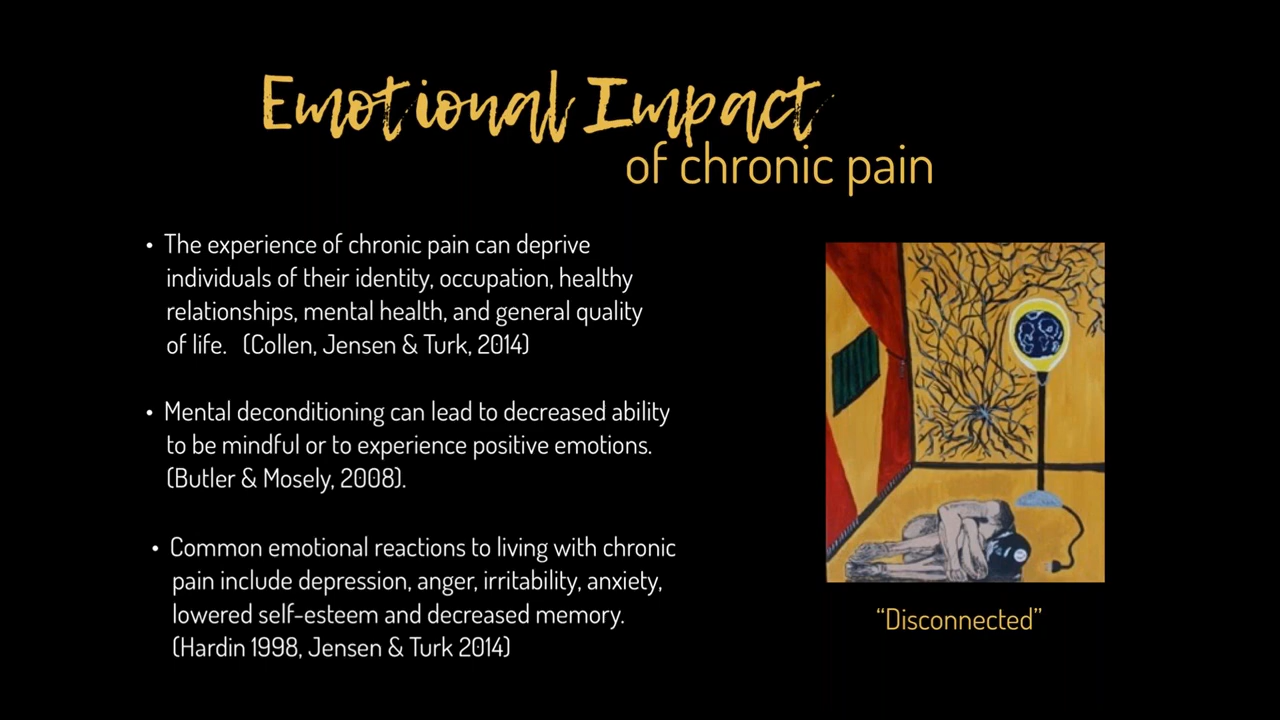 Emotional Impact
of chronic pain
• The experience of chronic pain can deprive
individuals of their identity, occupation, healthy
relationships, mental health, and general quality
of life. (Collen, Jensen & Turk, 2014)
• Mental deconditioning can lead to decreased ability
to be mindful or to experience positive emotions.
(Butler & Mosely, 2008).
• Common emotional reactions to living with chronic
pain include depression, anger, irritability, anxiety,
lowered self-esteem and decreased memory.
(Hardin 1998, Jensen & Turk 2014)
“Disconnected”